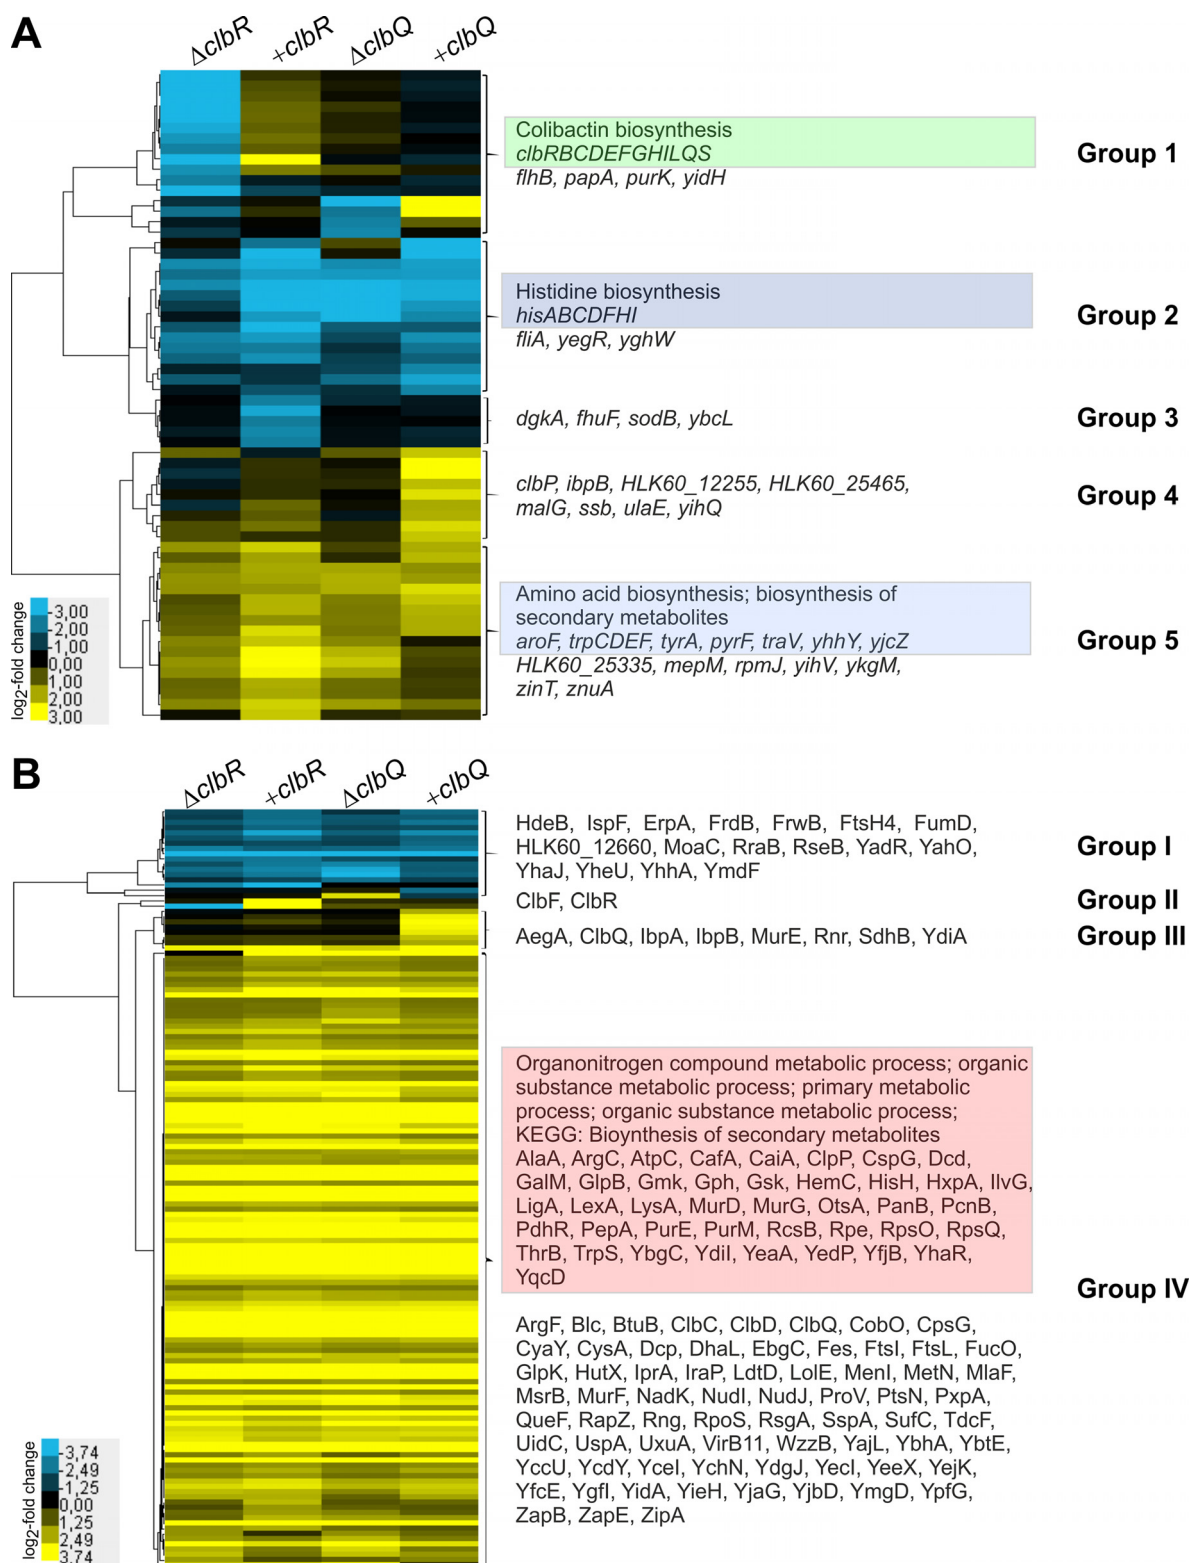 A
ΔclbR +clbR ΔclbQ +clbQ
Colibactin biosynthesis
clbRBCDEFGHILQS
flhB, papA, purK, yidH
Group 1
Histidine biosynthesis
hisABCDFHI
fliA, yegR, yghW
Group 2
dgkA, fhuF, sodB, ybcL
Group 3
clbP, ibpB, HLK60_12255, HLK60_25465,
malG, ssb, ulaE, yihQ
Group 4
Amino acid biosynthesis; biosynthesis of
secondary metabolites
aroF, trpCDEF, tyrA, pyrF, traV, yhhY, yjcZ
HLK60_25335, mepM, rpmJ, yihV, ykgM,
zinT, znuA
Group 5
log2-fold change
-3,00
-2,00
-1,00
0,00
1,00
2,00
3,00
B
ΔclbR +clbR ΔclbQ +clbQ
HdeB, IspF, ErpA, FrdB, FrwB, FtsH4, FumD,
HLK60_12660, MoaC, RraB, RseB, YadR, YahO,
YhaJ, YheU, YhhA, YmdF
Group I
ClbF, ClbR
Group II
AegA, ClbQ, IbpA, IbpB, MurE, Rnr, SdhB, YdiA
Group III
Organonitrogen compound metabolic process; organic
substance metabolic process; primary metabolic
process; organic substance metabolic process;
KEGG: Bioynthesis of secondary metabolites
AlaA, ArgC, AtpC, CafA, CaiA, ClpP, CspG, Dcd,
GalM, GlpB, Gmk, Gph, Gsk, HemC, HisH, HxpA, IlvG,
LigA, LexA, LysA, MurD, MurG, OtsA, PanB, PcnB,
PdhR, PepA, PurE, PurM, RcsB, Rpe, RpsO, RpsQ,
ThrB, TrpS, YbgC, YdiI, YeaA, YedP, YfjB, YhaR,
YqcD
Group IV
ArgF, Blc, BtuB, ClbC, ClbD, ClbQ, CobO, CpsG,
CyaY, CysA, Dcp, DhaL, EbgC, Fes, FtsI, FtsL, FucO,
GlpK, HutX, IprA, IraP, LdtD, LolE, MenI, MetN, MlaF,
MsrB, MurF, NadK, NudI, NudJ, ProV, PtsN, PxpA,
QueF, RapZ, Rng, RpoS, RsgA, SspA, SufC, TdcF,
UidC, UspA, UxuA, VirB11, WzzB, YajL, YbhA, YbtE,
YccU, YcdY, YceI, YchN, YdgJ, YecI, YeeX, YejK,
YfcE, YgfI, YidA, YieH, YjaG, YjbD, YmgD, YpfG,
ZapB, ZapE, ZipA
log2-fold change
-3,74
-2,49
-1,25
0,00
1,25
2,49
3,74